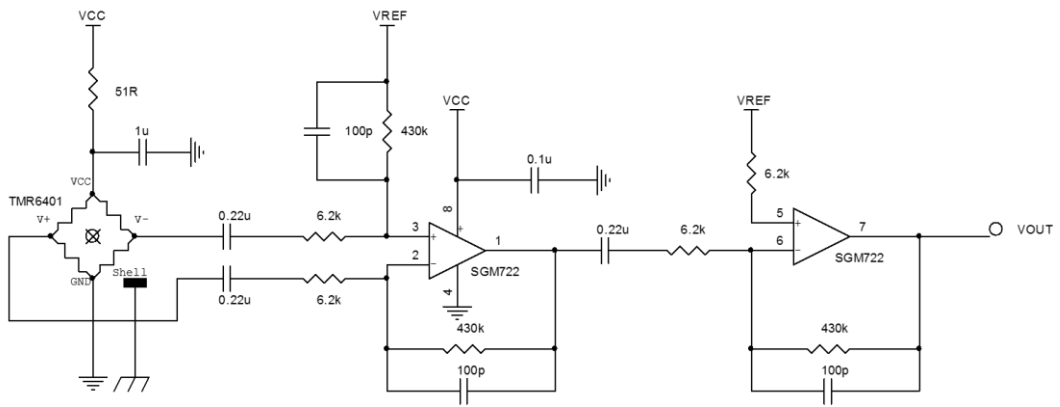 VCC
VREF
51R
1u
100p
430k
VCC
VREF
0.1u
6.2k
VCC
TMR6401
V+
V-
0.22u
6.2k
3
+
8
+
1
0.22u
6.2k
5
+
7
VOUT
2
-
SGM722
6
-
SGM722
GND
Shell
0.22u
6.2k
4
430k
100p
430k
100p